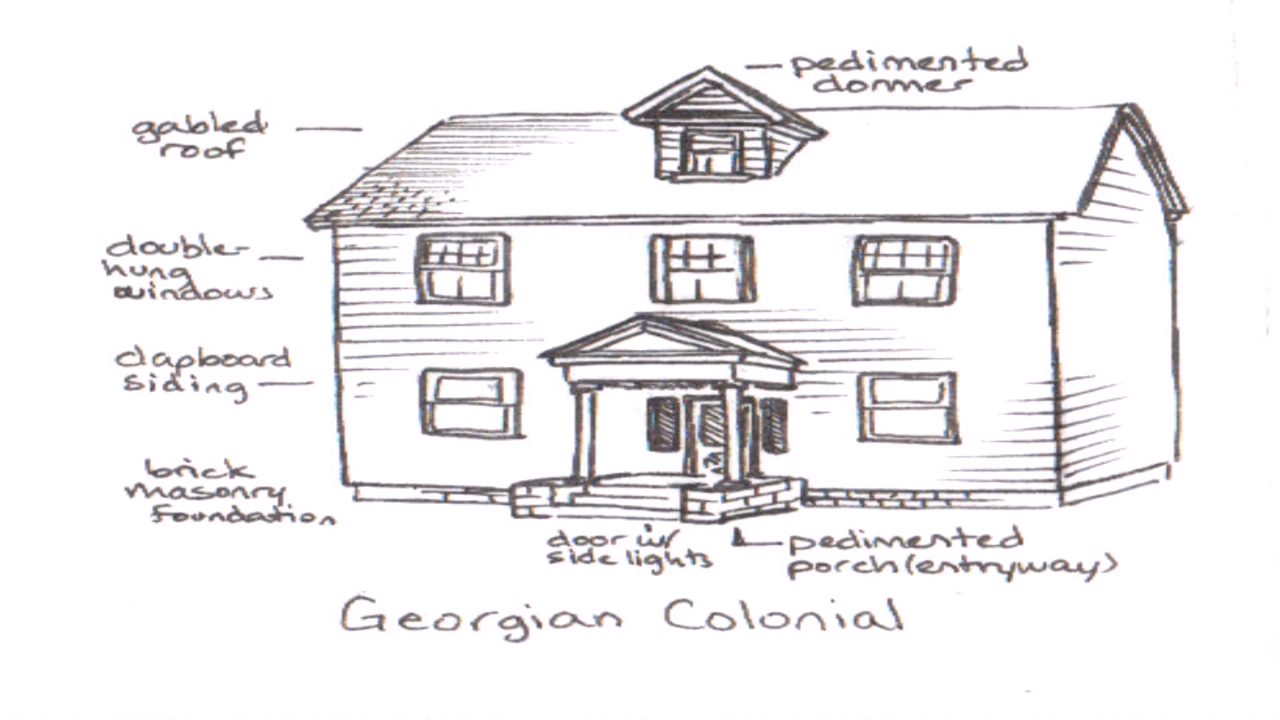 pedimented
dormer
gabled
roof
double-
hung
windows
clapboard
siding
brick
masonry
foundation
door w/
side lights
pedimented
porch (entryway)
Georgian Colonial